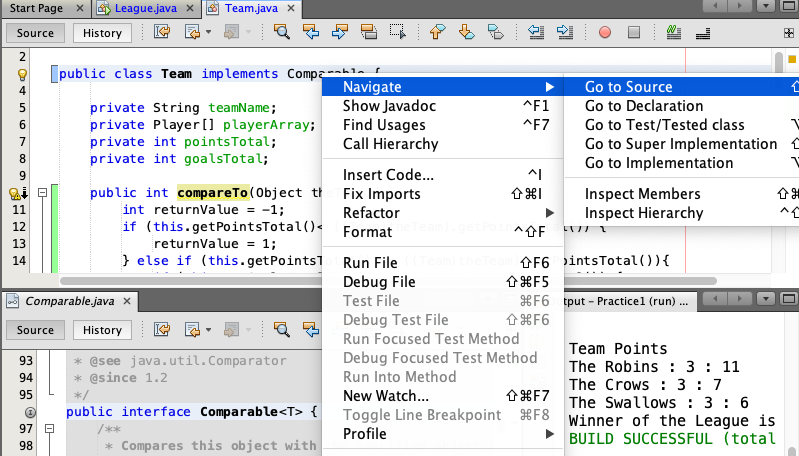 Start Page
League.java
Team.java
Source
History
2
public class Team implements Comparable {
4
5 private String teamName;
6 private Player[] playerArray;
7 private int pointsTotal;
8 private int goalsTotal;
9
public int compareTo(Object the
11 int returnValue = -1;
12 if (this.getPointsTotal()<
13 returnValue = 1;
14 } else if (this.getPointsTotal
Navigate
Show Javadoc ^F1
Find Usages ^F7
Call Hierarchy
Insert Code... ^I
Fix Imports ⇧⌘I
Refactor
Format ^⇧F
Run File ⇧F6
Debug File ⇧⌘F5
Test File ⌘F6
Debug Test File ⇧⌘F6
Run Focused Test Method
Debug Focused Test Method
Run Into Method
New Watch... ⇧⌘F7
Toggle Line Breakpoint ⌘F8
Profile
Go to Source ⇧
Go to Declaration
Go to Test/Tested class
Go to Super Implementation ⇧
Go to Implementation
Inspect Members ⇧⌘
Inspect Hierarchy ^⇧
Comparable.java
Source
History
93 * @see java.util.Comparator
94 * @since 1.2
95 */
public interface Comparable<T> {
97 /**
98 * Compares this object with
tput – Practice1 (run) ...
Team Points
The Robins : 3 : 11
The Crows : 3 : 7
The Swallows : 3 : 6
Winner of the League is
BUILD SUCCESSFUL (total